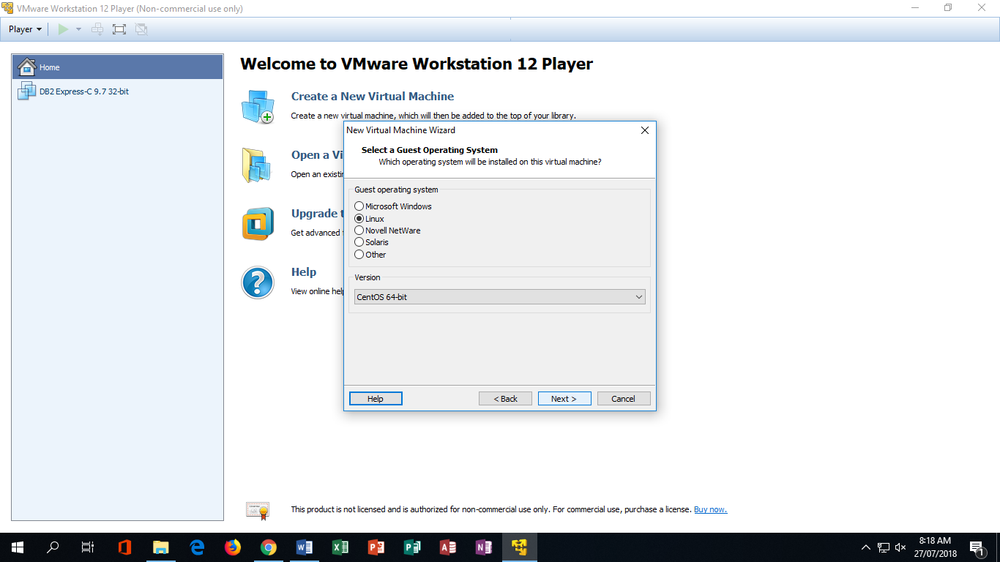 VMware Workstation 12 Player (Non-commercial use only)
Player
Home
DB2 Express-C 9.7 32-bit
Welcome to VMware Workstation 12 Player
Create a New Virtual Machine
Create a new virtual machine, which will then be added to the top of your library.
Open a Vi
Open an existin
Upgrade t
Get advanced
Help
View online help
New Virtual Machine Wizard
Select a Guest Operating System
Which operating system will be installed on this virtual machine?
Guest operating system
Microsoft Windows
Linux
Novell NetWare
Solaris
Other
Version
CentOS 64-bit
Help
< Back
Next >
Cancel
This product is not licensed and is authorized for non-commercial use only. For commercial use, purchase a license. Buy now.
8:18 AM
27/07/2018
1